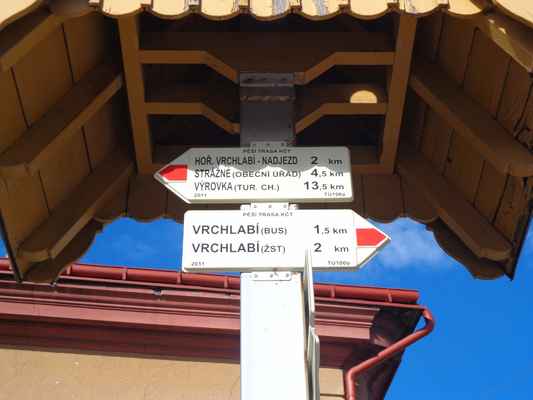 PĚŠÍ TRASA KČT
HOŘ. VRCHLABÍ - NADJEZD 2 km
STRÁŽNÉ (OBECNÍ ÚŘAD) 4,5 km
VÝROVKA (TUR. CH.) 13,5 km
2011 TU106a
PĚŠÍ TRASA KČT
VRCHLABÍ (BUS) 1,5 km
VRCHLABÍ (ŽST) 2 km
2011